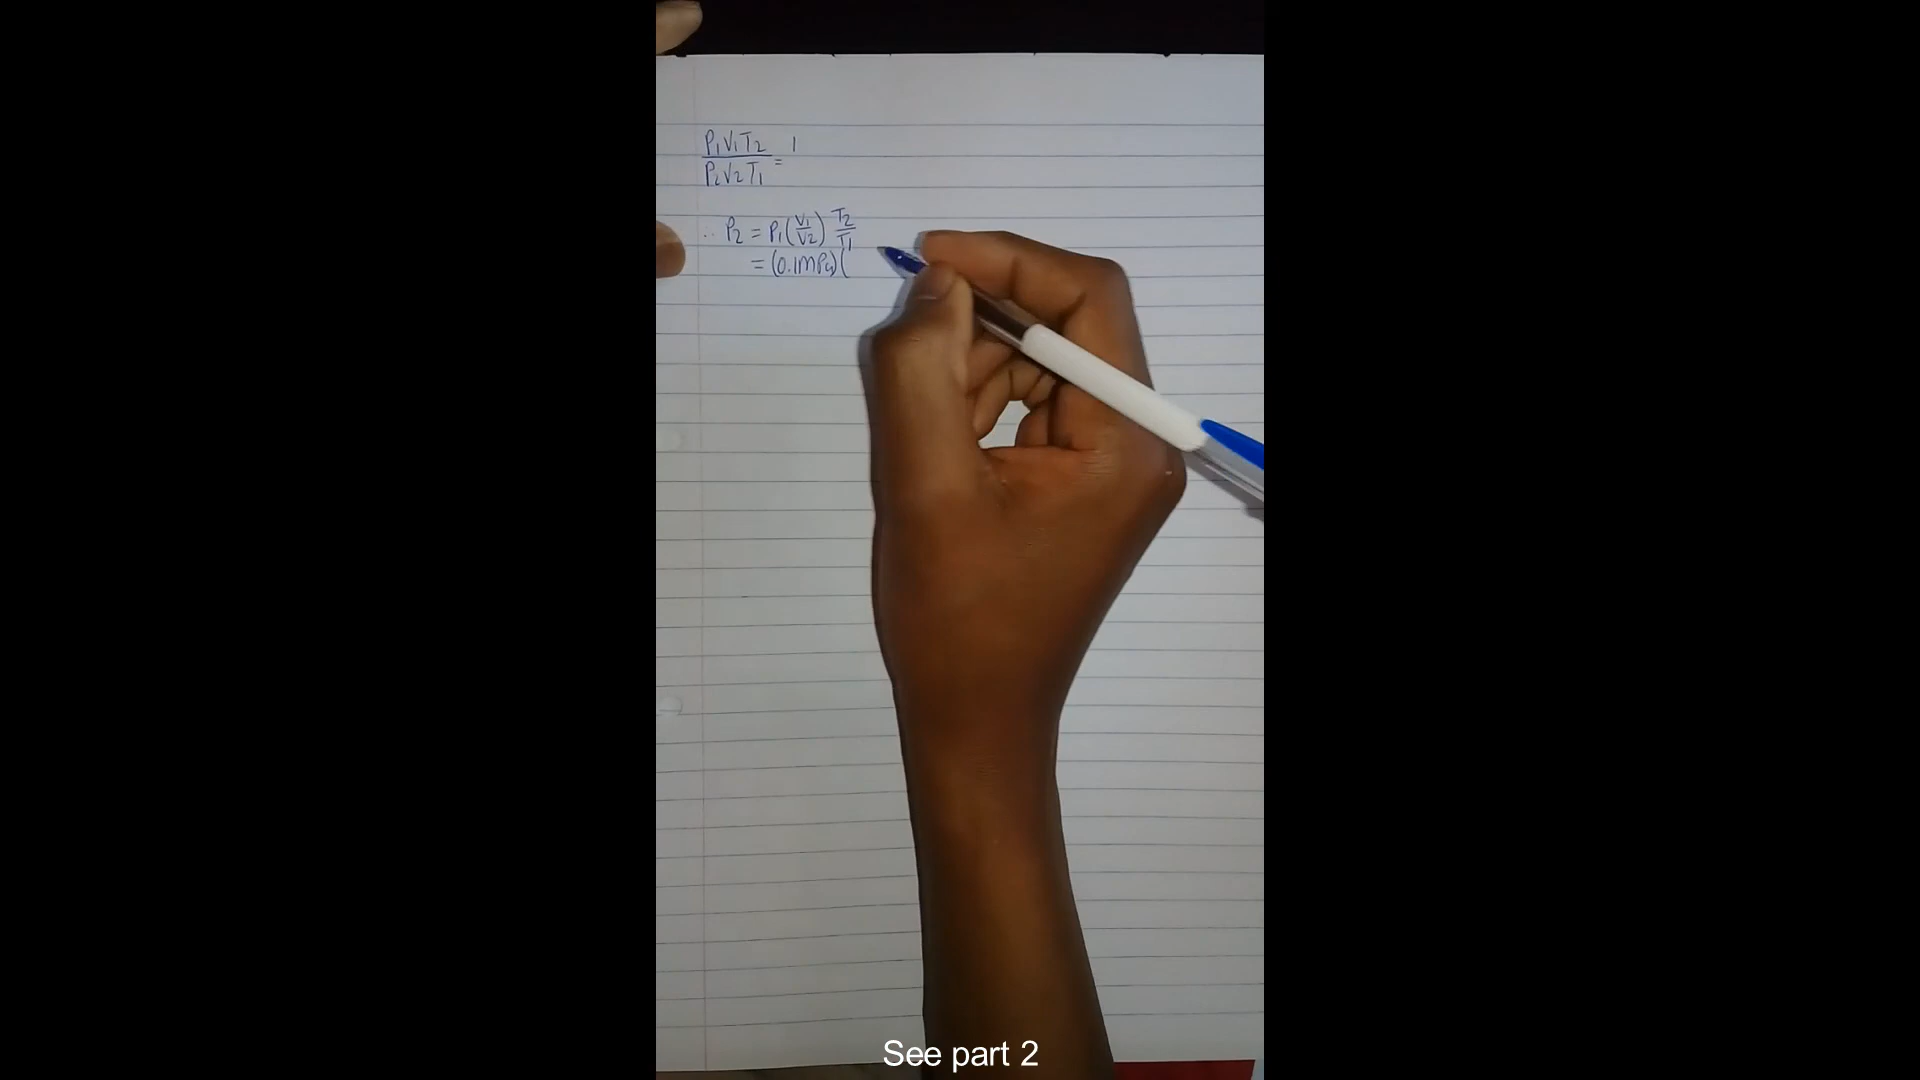 P₁V₁T₂
/ P₂V₂T₁ = 1
∴ P₂ = P₁(V₁/V₂) T₂/T₁
= (0.1MPa)(
See part 2